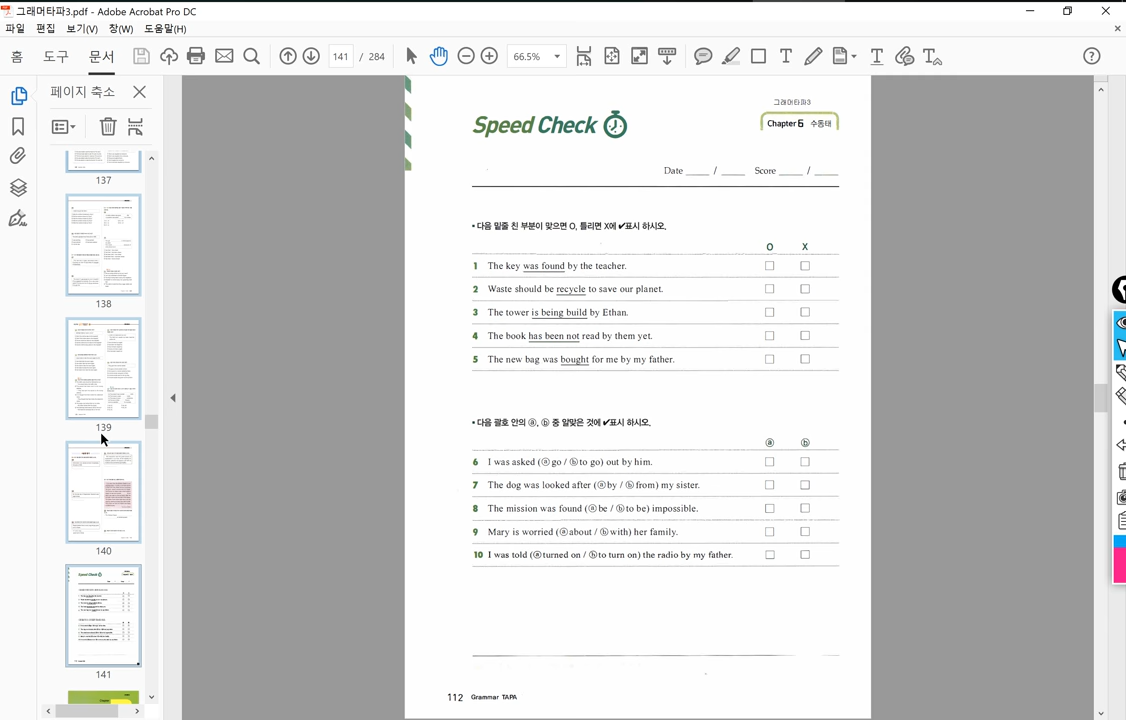 그래머타파3.pdf - Adobe Acrobat Pro DC
파일 편집 보기(V) 창(W) 도움말(H)
홈 도구 문서 141 / 284 66.5%
페이지 축소
137
138
139
140
141
그래머타파3
Speed Check
Chapter 6 수동태
Date ____ / ____ Score ____ / ____
• 다음 밑줄 친 부분이 맞으면 O, 틀리면 X에 ✔표시 하시오.
O X
1 The key was found by the teacher.
2 Waste should be recycle to save our planet.
3 The tower is being build by Ethan.
4 The book has been not read by them yet.
5 The new bag was bought for me by my father.
• 다음 괄호 안의 ⓐ, ⓑ 중 알맞은 것에 ✔표시 하시오.
ⓐ ⓑ
6 I was asked (ⓐ go / ⓑ to go) out by him.
7 The dog was looked after (ⓐ by / ⓑ from) my sister.
8 The mission was found (ⓐ be / ⓑ to be) impossible.
9 Mary is worried (ⓐ about / ⓑ with) her family.
10 I was told (ⓐ turned on / ⓑ to turn on) the radio by my father.
112 Grammar TAPA